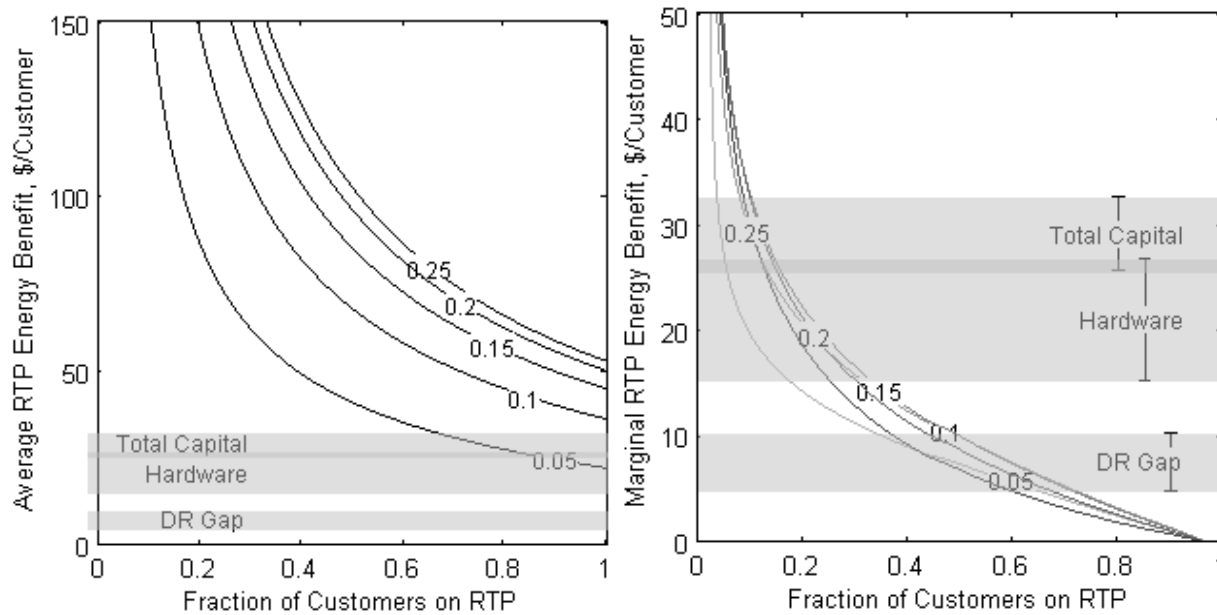 150
100
50
0
Average RTP Energy Benefit, $/Customer
0.25
0.2
0.15
0.1
0.05
Total Capital
Hardware
DR Gap
0 0.2 0.4 0.6 0.8 1
Fraction of Customers on RTP
50
40
30
20
10
0
Marginal RTP Energy Benefit, $/Customer
0.25
0.2
0.15
0.1
0.05
Total Capital
Hardware
DR Gap
0 0.2 0.4 0.6 0.8
Fraction of Customers on RTP